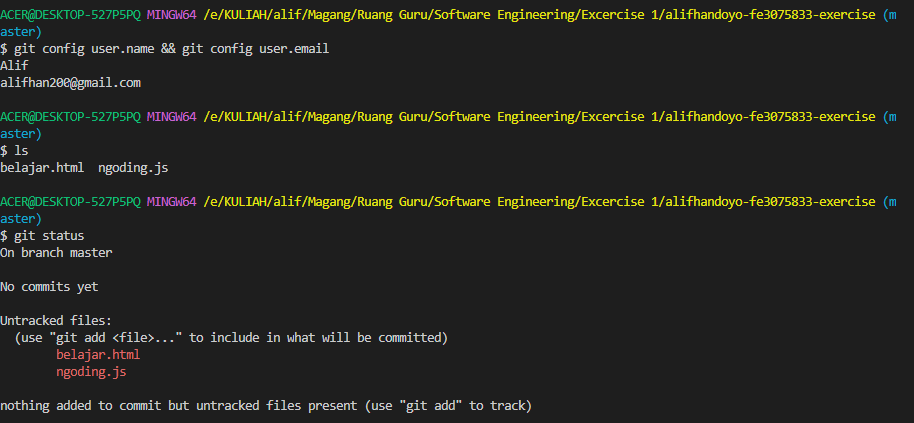 ACER@DESKTOP-527P5PQ MINGW64 /e/KULIAH/alif/Magang/Ruang Guru/Software Engineering/Excercise 1/alifhandoyo-fe3075833-exercise (m
aster)
$ git config user.name && git config user.email
Alif
alifhan200@gmail.com

ACER@DESKTOP-527P5PQ MINGW64 /e/KULIAH/alif/Magang/Ruang Guru/Software Engineering/Excercise 1/alifhandoyo-fe3075833-exercise (m
aster)
$ ls
belajar.html  ngoding.js

ACER@DESKTOP-527P5PQ MINGW64 /e/KULIAH/alif/Magang/Ruang Guru/Software Engineering/Excercise 1/alifhandoyo-fe3075833-exercise (m
aster)
$ git status
On branch master

No commits yet

Untracked files:
  (use "git add <file>..." to include in what will be committed)
        belajar.html
        ngoding.js

nothing added to commit but untracked files present (use "git add" to track)